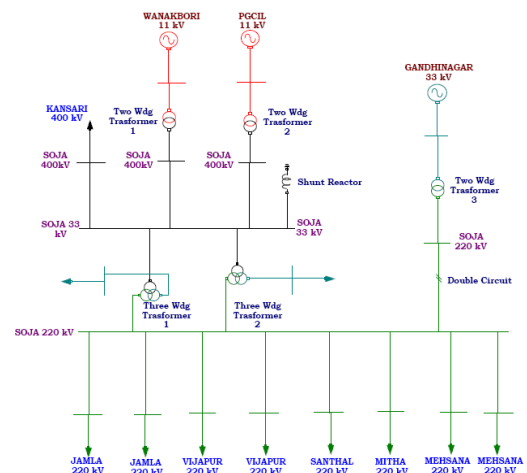 WANAKBORI
11 kV
PGCIL
11 kV
GANDHINAGAR
33 kV
KANSARI
400 kV
Two Wdg
Trasformer
1
Two Wdg
Trasformer
2
SOJA
400kV
SOJA
400kV
SOJA
400kV
Shunt Reactor
Two Wdg
Trasformer
3
SOJA 33
kV
SOJA
33 kV
SOJA
220 kV
Double Circuit
Three Wdg
Trasformer
1
Three Wdg
Trasformer
2
SOJA 220 kV
JAMLA
220 kV
JAMLA
220 kV
VIJAPUR
220 kV
VIJAPUR
220 kV
SANTHAL
220 kV
MITHA
220 kV
MEHSANA
220 kV
MEHSANA
220 kV